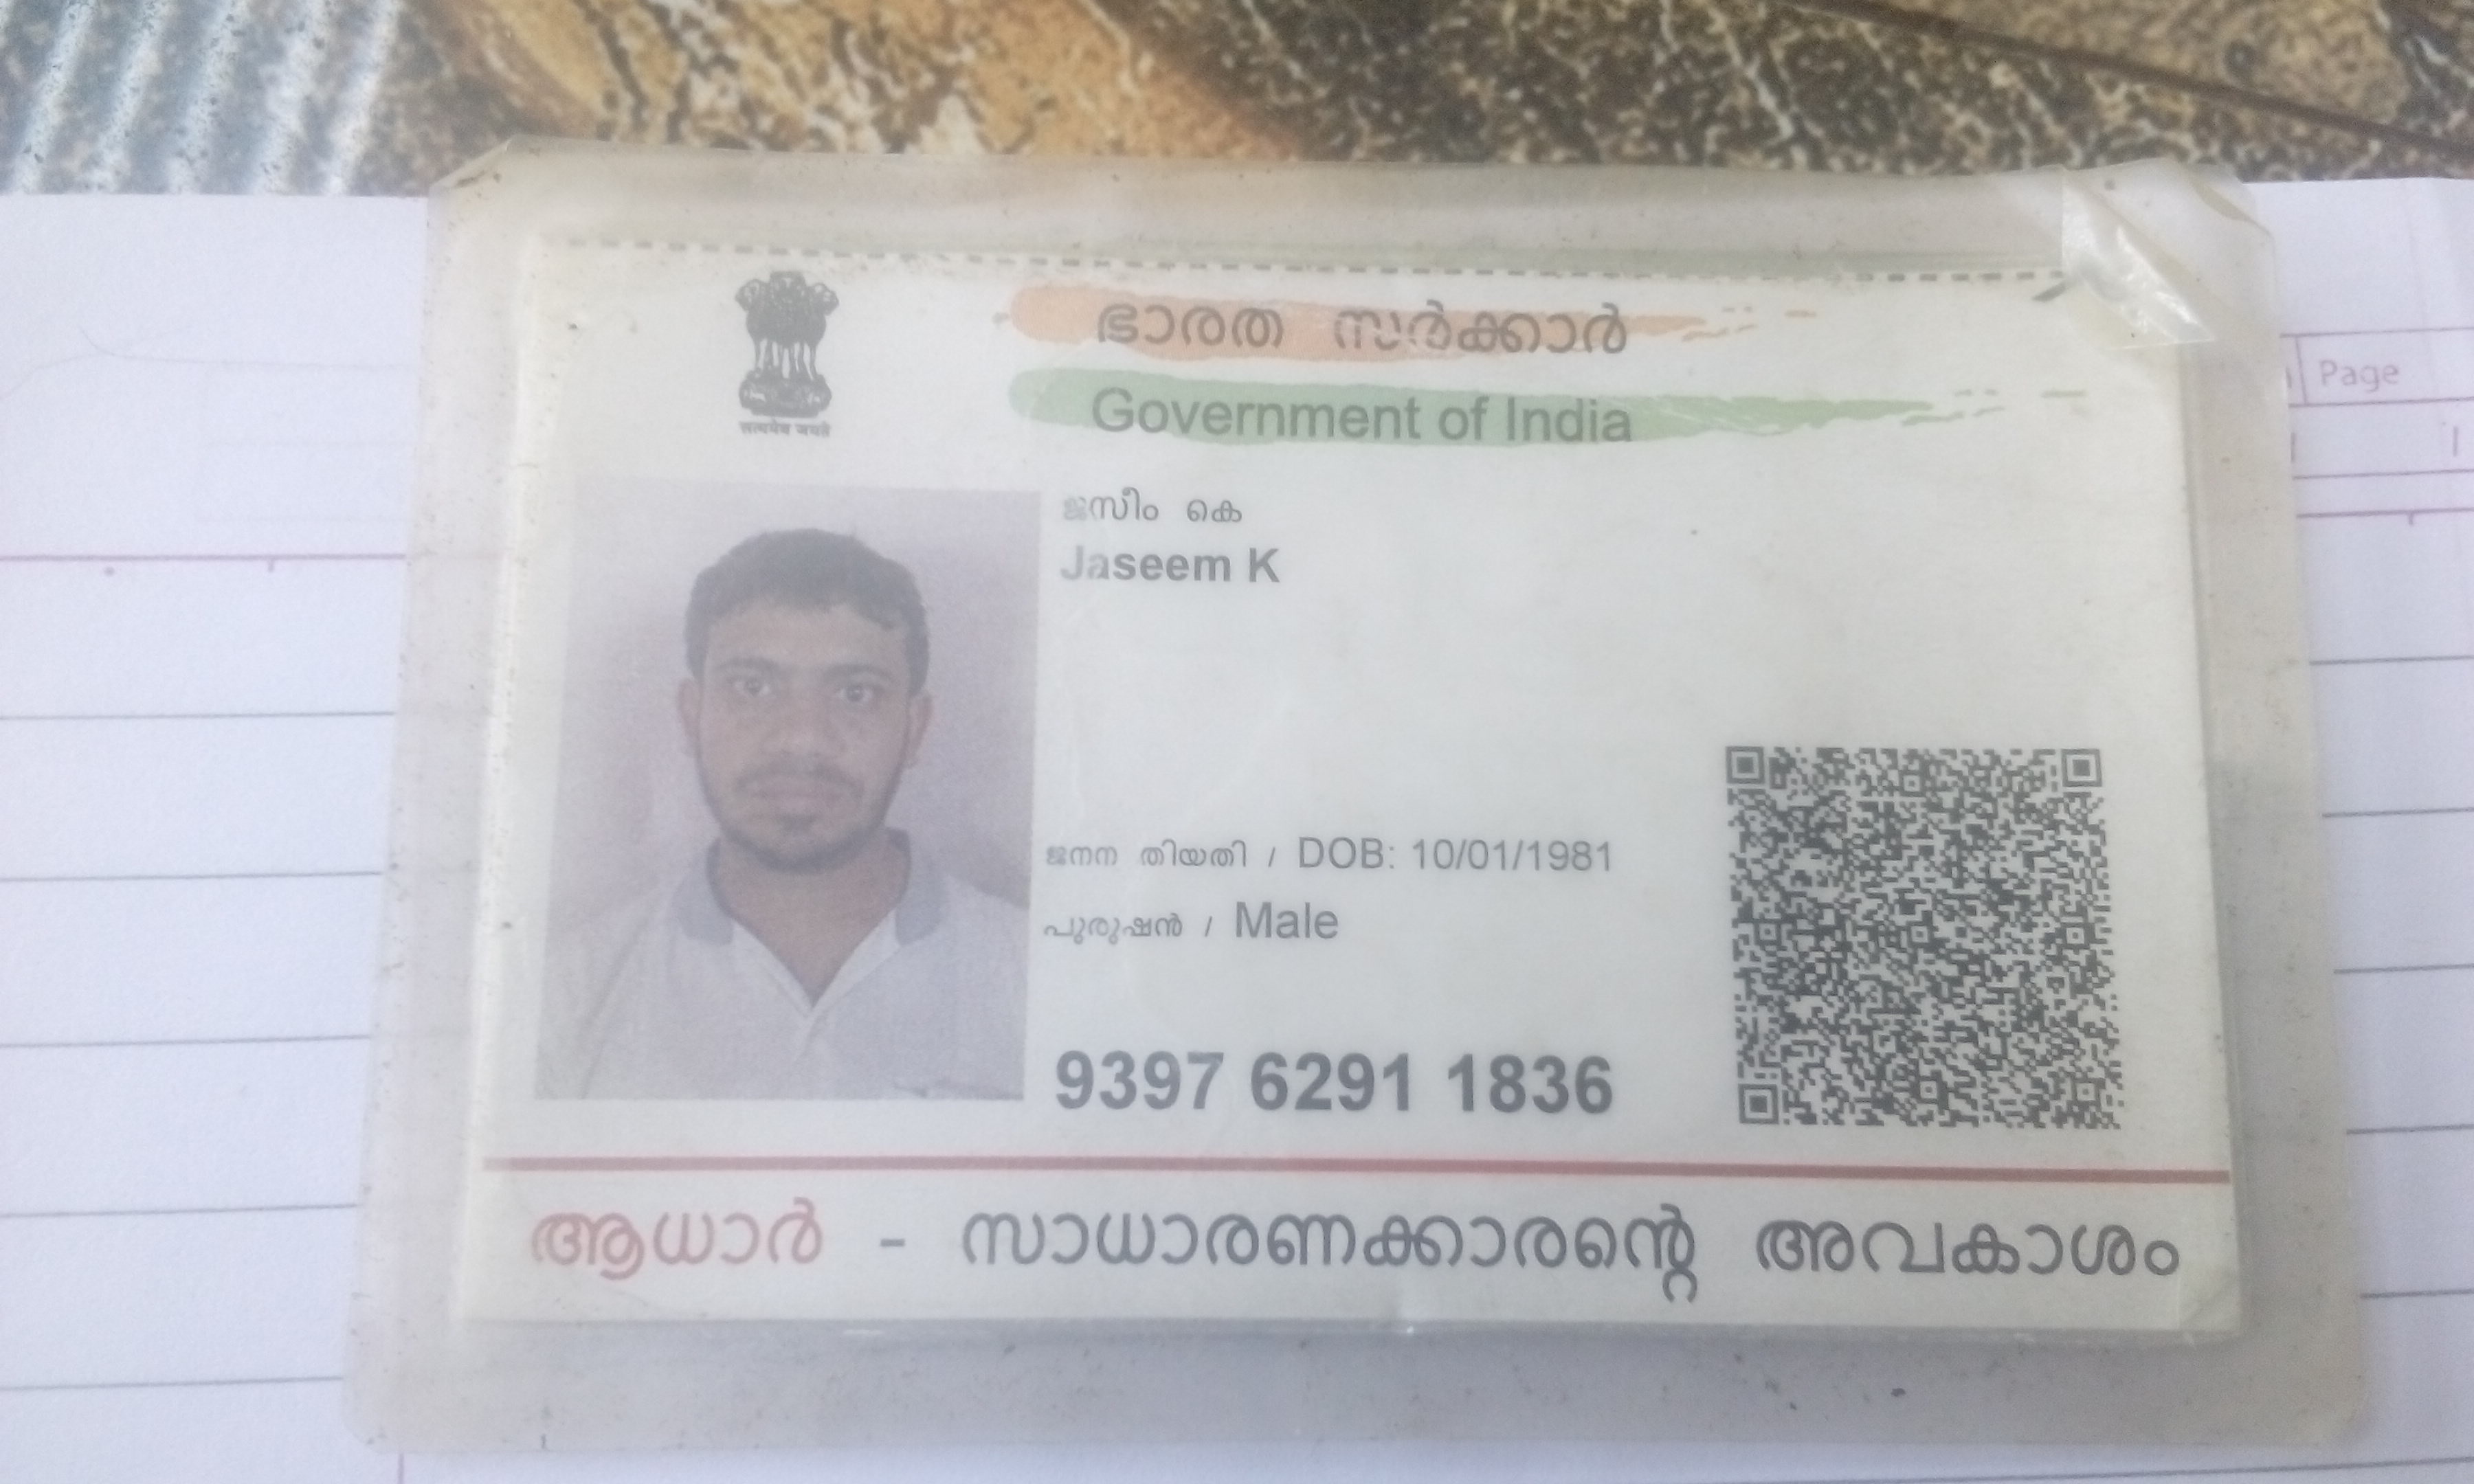 ഭാരത സർക്കാർ
Government of India
सत्यमेव जयते
ജസീം കെ
Jaseem K
ജനന തിയതി / DOB: 10/01/1981
പുരുഷൻ / Male
9397 6291 1836
ആധാർ - സാധാരണക്കാരന്റെ അവകാശം
Page